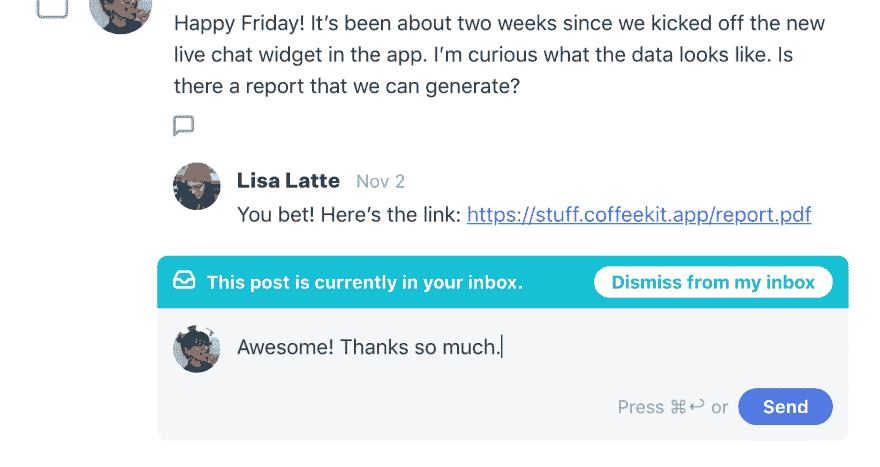 Happy Friday! It’s been about two weeks since we kicked off the new
live chat widget in the app. I’m curious what the data looks like. Is
there a report that we can generate?
Lisa Latte Nov 2
You bet! Here’s the link: https://stuff.coffeekit.app/report.pdf
This post is currently in your inbox. Dismiss from my inbox
Awesome! Thanks so much.
Press ⌘↩ or Send